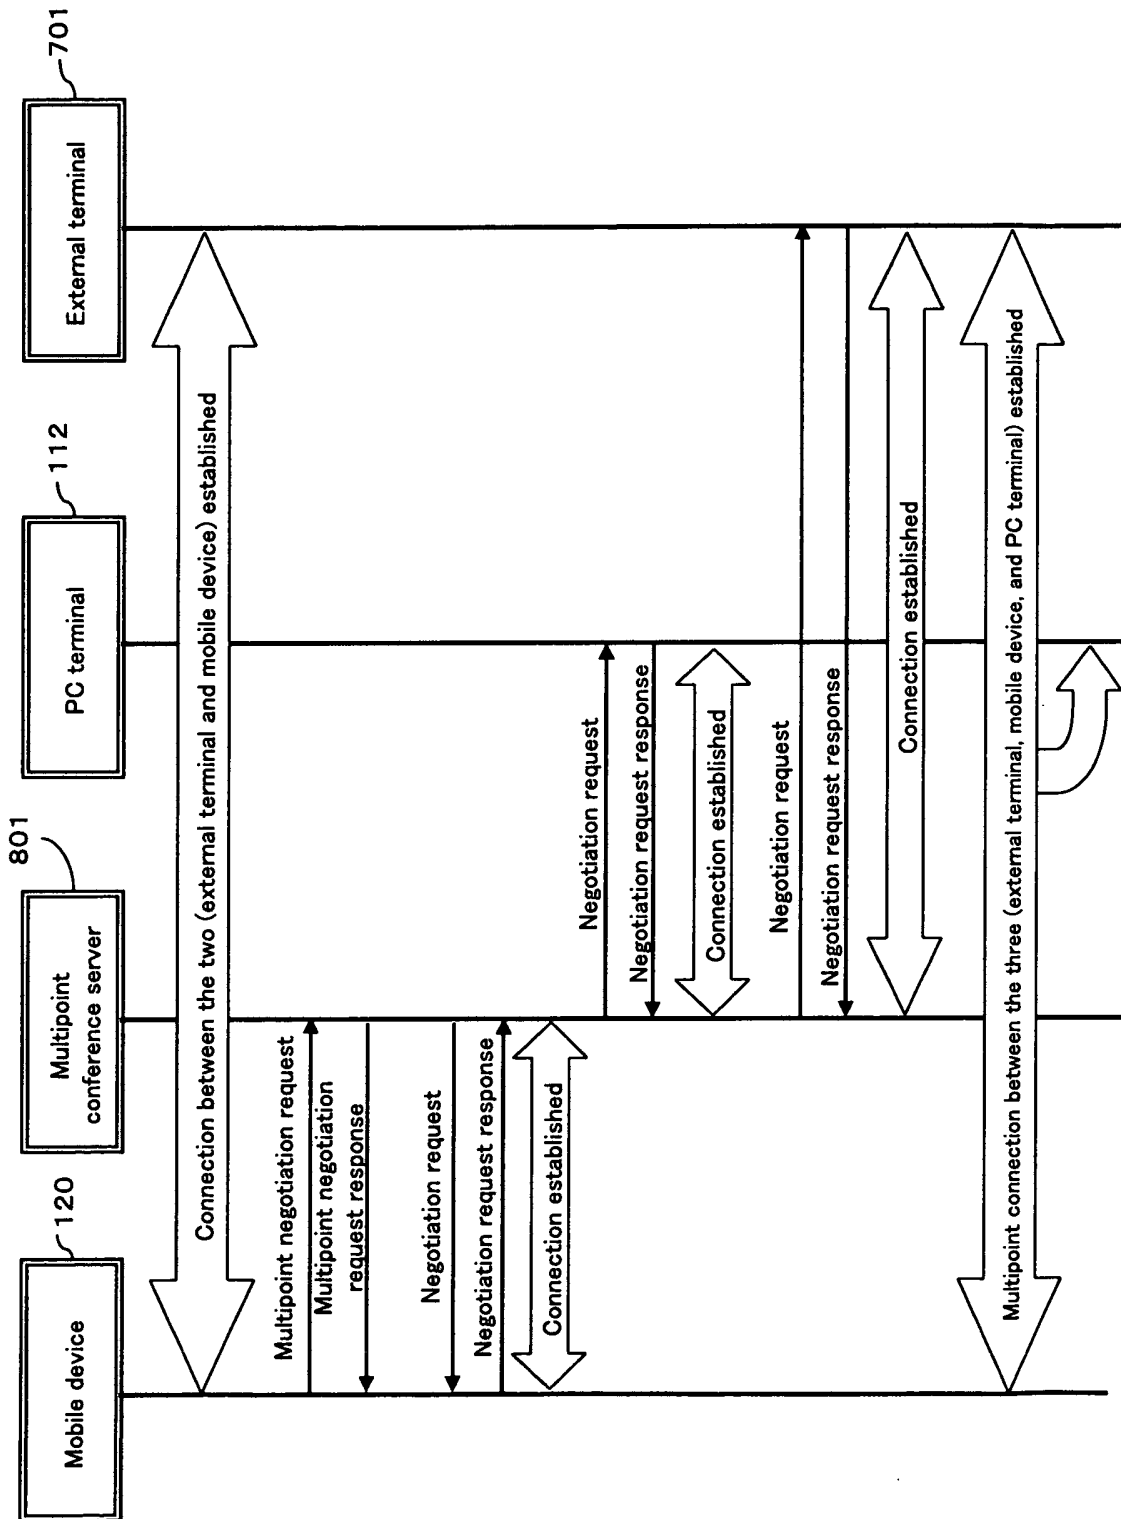 Mobile device
120
Multipoint
conference server
801
PC terminal
112
External terminal
701
Connection between the two (external terminal and mobile device) established
Multipoint negotiation request
Multipoint negotiation
request response
Negotiation request
Negotiation request response
Connection established
Negotiation request
Negotiation request response
Connection established
Negotiation request
Negotiation request response
Connection established
Multipoint connection between the three (external terminal, mobile device, and PC terminal) established